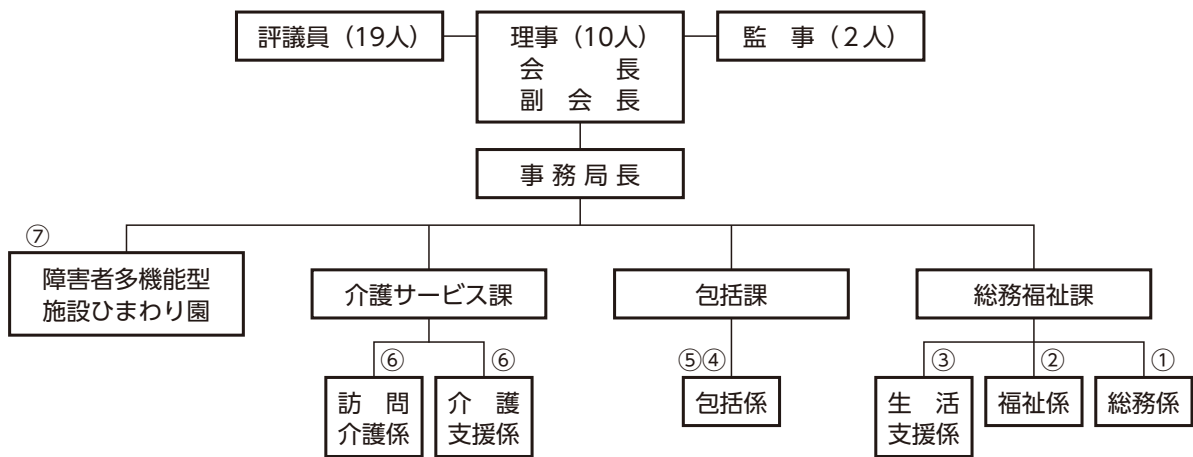 評議員（19人）
理事（10人）
会　　　長
副　会　長
監　事（2人）
事務局長
⑦
障害者多機能型
施設ひまわり園
介護サービス課
包括課
総務福祉課
⑥
訪　問
介護係
⑥
介　護
支援係
⑤④
包括係
③
生　活
支援係
②
福祉係
①
総務係